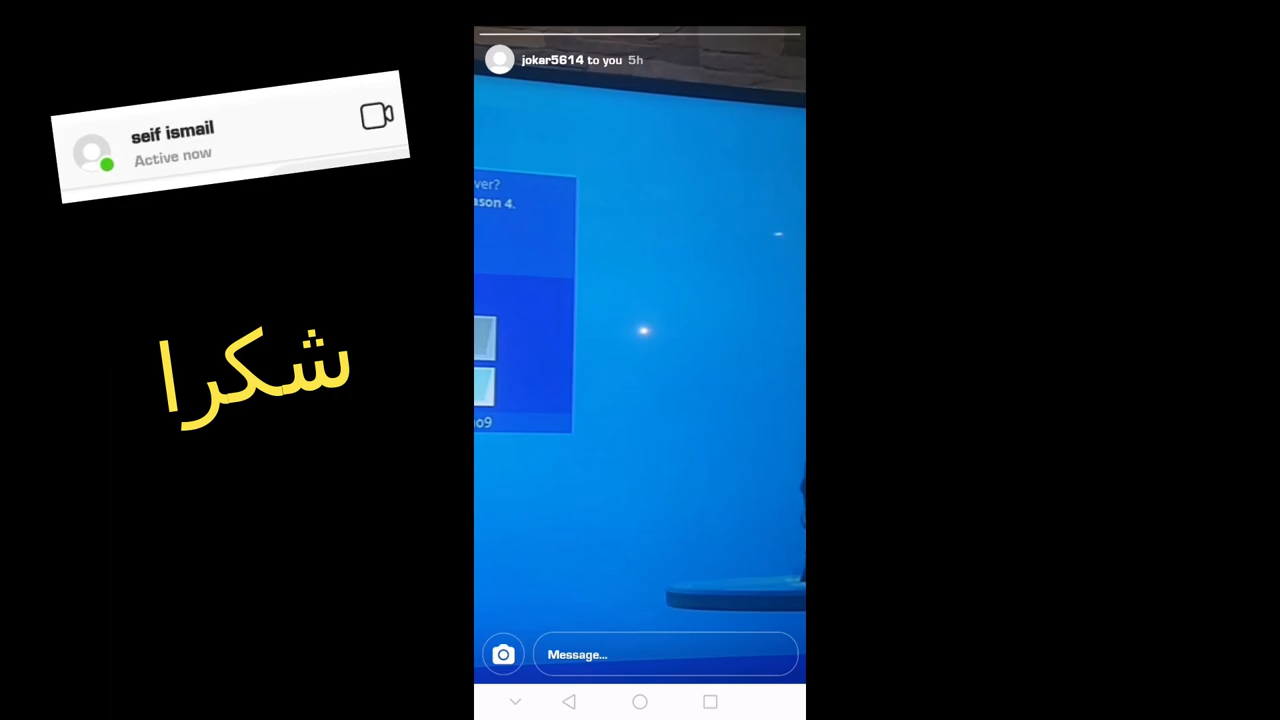 seif ismail
Active now
شكرا
jokar5614 to you 5h
ver?
ason 4.
o9
Message...